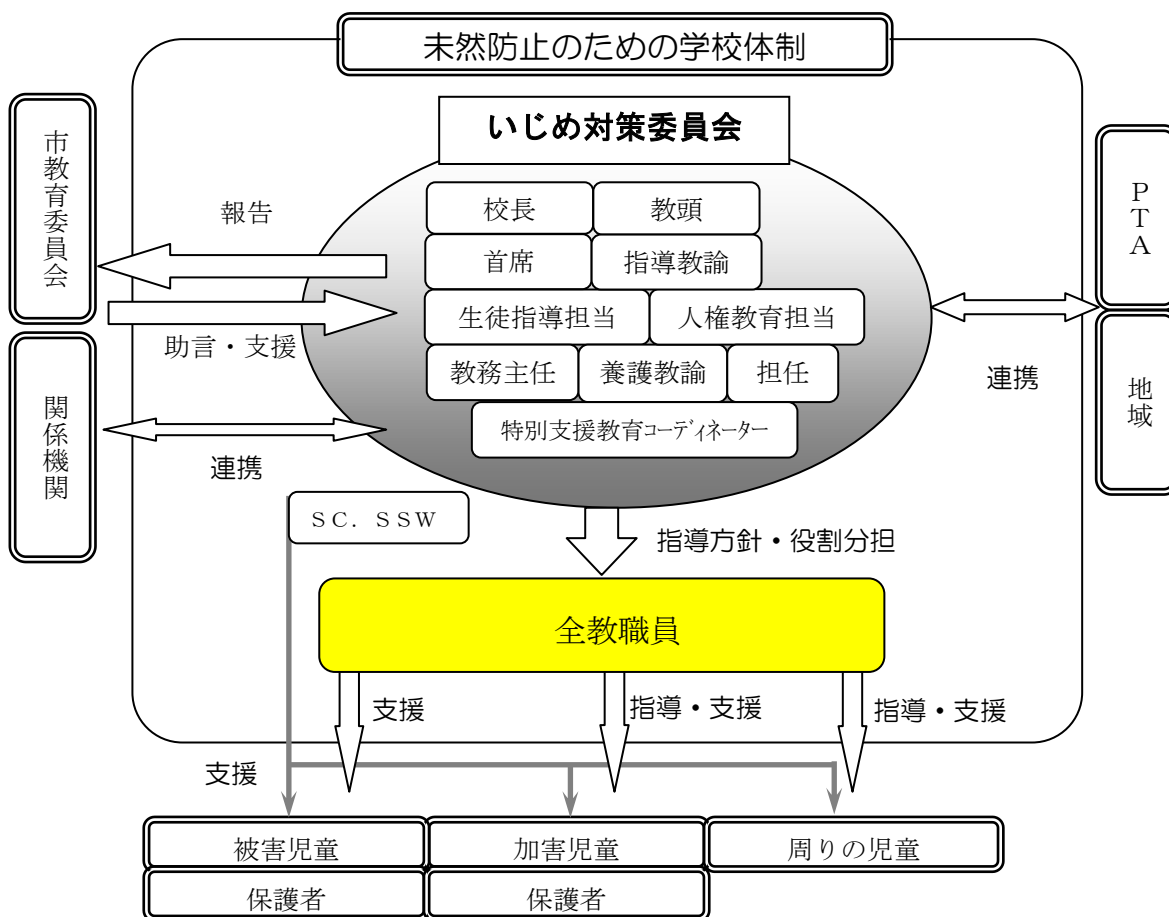 未然防止のための学校体制
いじめ対策委員会
市教育委員会
関係機関
報告
助言・支援
連携
校長
教頭
首席
指導教諭
生徒指導担当
人権教育担当
教務主任
養護教諭
担任
特別支援教育ｺｰﾃﾞｨﾈｰﾀｰ
ＰＴＡ
地域
連携
ＳＣ．ＳＳＷ
指導方針・役割分担
全教職員
支援
指導・支援
指導・支援
支援
被害児童
加害児童
周りの児童
保護者
保護者